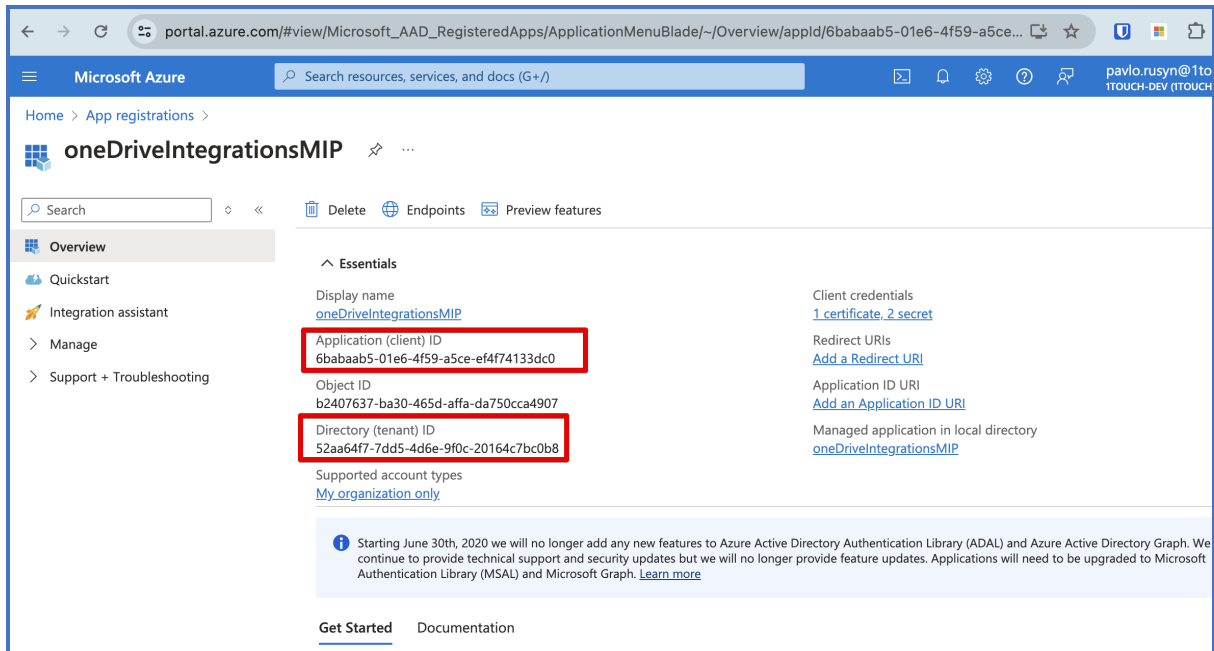 portal.azure.com/#view/Microsoft_AAD_RegisteredApps/ApplicationMenuBlade/~/Overview/appId/6babaab5-01e6-4f59-a5ce...
Microsoft Azure
Search resources, services, and docs (G+/)
pavlo.rusyn@1to
1TOUCH-DEV (1TOUCH
Home > App registrations >
oneDriveIntegrationsMIP
Search
Delete Endpoints Preview features
Overview
Quickstart
Integration assistant
Manage
Support + Troubleshooting
Essentials
Display name
oneDriveIntegrationsMIP
Application (client) ID
6babaab5-01e6-4f59-a5ce-ef4f74133dc0
Object ID
b2407637-ba30-465d-affa-da750cca4907
Directory (tenant) ID
52aa64f7-7dd5-4d6e-9f0c-20164c7bc0b8
Supported account types
My organization only
Client credentials
1 certificate, 2 secret
Redirect URIs
Add a Redirect URI
Application ID URI
Add an Application ID URI
Managed application in local directory
oneDriveIntegrationsMIP
Starting June 30th, 2020 we will no longer add any new features to Azure Active Directory Authentication Library (ADAL) and Azure Active Directory Graph. We
continue to provide technical support and security updates but we will no longer provide feature updates. Applications will need to be upgraded to Microsoft
Authentication Library (MSAL) and Microsoft Graph. Learn more
Get Started Documentation